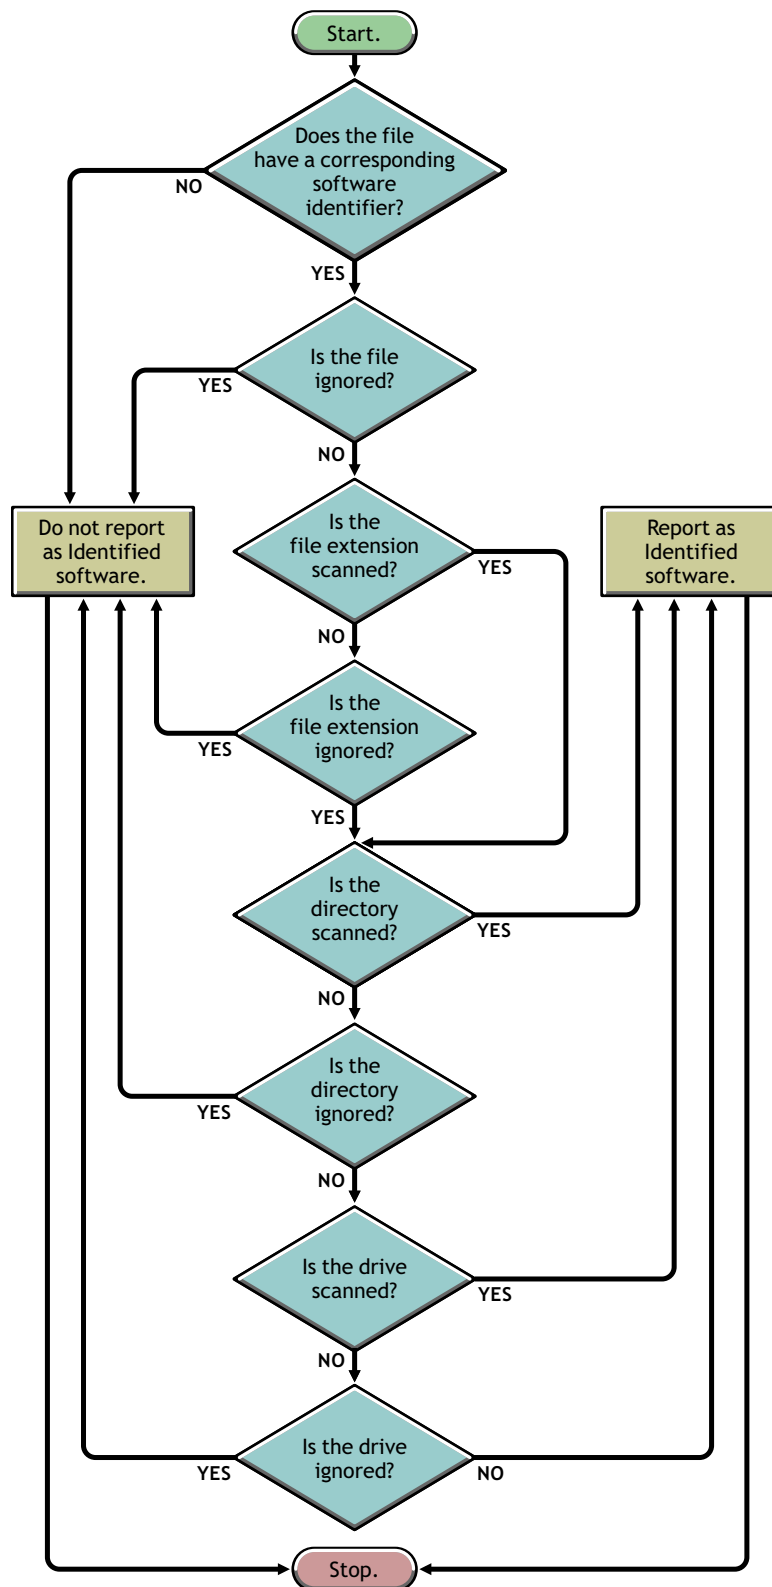 Start.
Does the file
have a corresponding
software
identifier?
NO
YES
Is the file
ignored?
YES
NO
Do not report
as Identified
software.
Is the
file extension
scanned?
YES
Report as
Identified
software.
NO
Is the
file extension
ignored?
YES
YES
Is the
directory
scanned?
YES
NO
Is the
directory
ignored?
YES
NO
Is the drive
scanned?
YES
NO
Is the drive
ignored?
YES
NO
Stop.